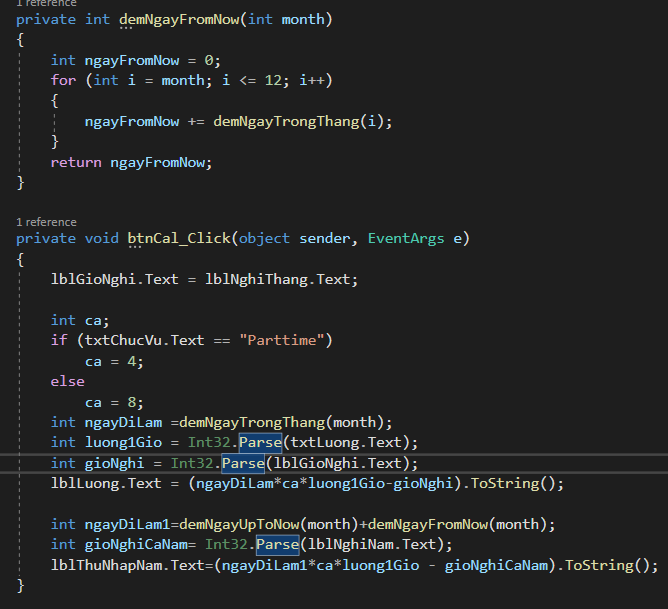 1 reference
private int demNgayFromNow(int month)
{
    int ngayFromNow = 0;
    for (int i = month; i <= 12; i++)
    {
        ngayFromNow += demNgayTrongThang(i);
    }
    return ngayFromNow;
}
1 reference
private void btnCal_Click(object sender, EventArgs e)
{
    lblGioNghi.Text = lblNghiThang.Text;
    int ca;
    if (txtChucVu.Text == "Parttime")
        ca = 4;
    else
        ca = 8;
    int ngayDiLam =demNgayTrongThang(month);
    int luong1Gio = Int32.Parse(txtLuong.Text);
    int gioNghi = Int32.Parse(lblGioNghi.Text);
    lblLuong.Text = (ngayDiLam*ca*luong1Gio-gioNghi).ToString();
    int ngayDiLam1=demNgayUpToNow(month)+demNgayFromNow(month);
    int gioNghiCaNam= Int32.Parse(lblNghiNam.Text);
    lblThuNhapNam.Text=(ngayDiLam1*ca*luong1Gio - gioNghiCaNam).ToString();
}